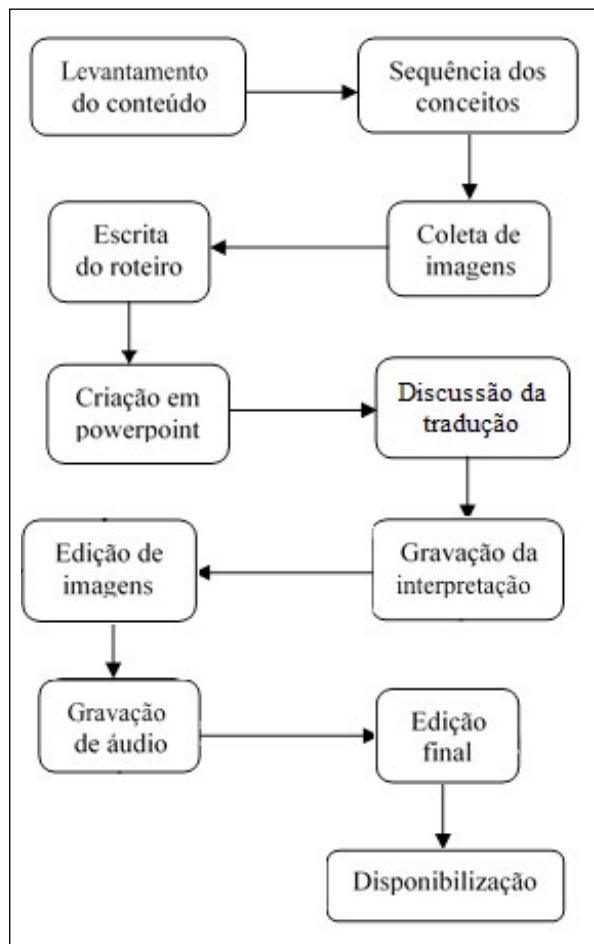 Levantamento
do conteúdo
Sequência dos
conceitos
Coleta de
imagens
Escrita
do roteiro
Criação em
powerpoint
Discussão da
tradução
Gravação da
interpretação
Edição de
imagens
Gravação
de áudio
Edição
final
Disponibilização